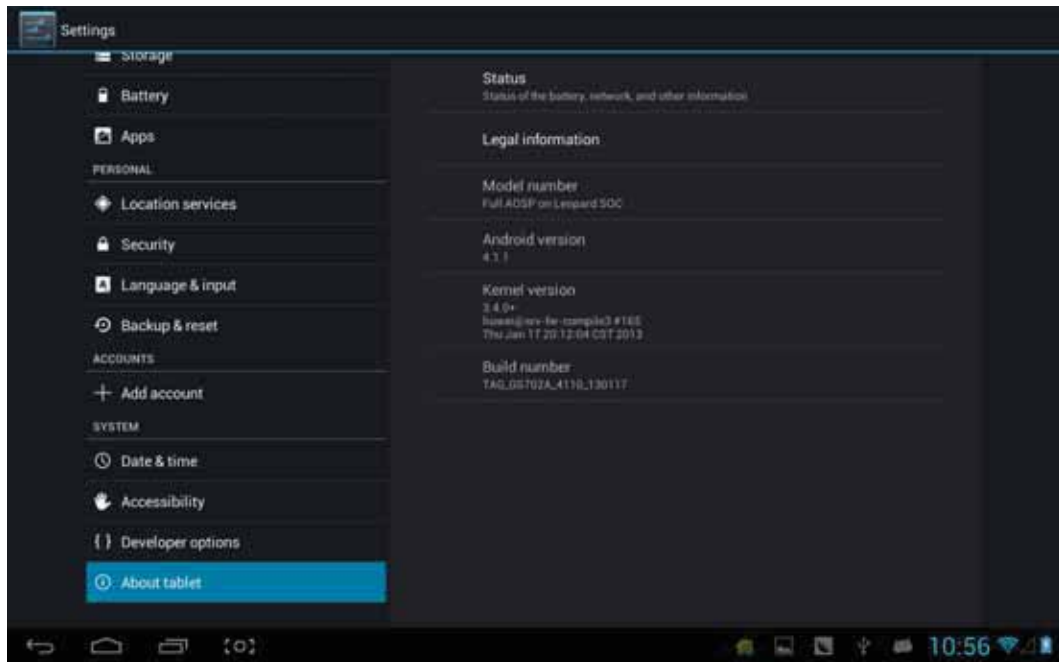 Settings
Storage
Battery
Apps
PERSONAL
Location services
Security
Language & input
Backup & reset
ACCOUNTS
Add account
SYSTEM
Date & time
Accessibility
{ } Developer options
About tablet
Status
Status of the battery, network, and other information
Legal information
Model number
Full AOSP on Leopard SOC
Android version
4.1.1
Kernel version
3.4.0+
#165
Thu Jan 17 20:12:04 CST 2013
Build number
TAG_GS702A_4110_130117
10:56